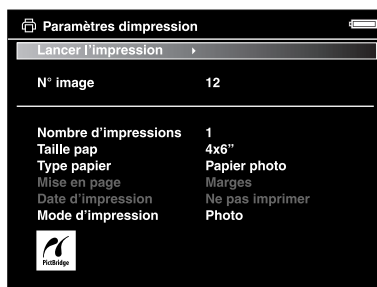 Paramètres dimpression
Lancer l'impression
N° image 12
Nombre d'impressions 1
Taille pap 4x6"
Type papier Papier photo
Mise en page Marges
Date d'impression Ne pas imprimer
Mode d'impression Photo
PictBridge